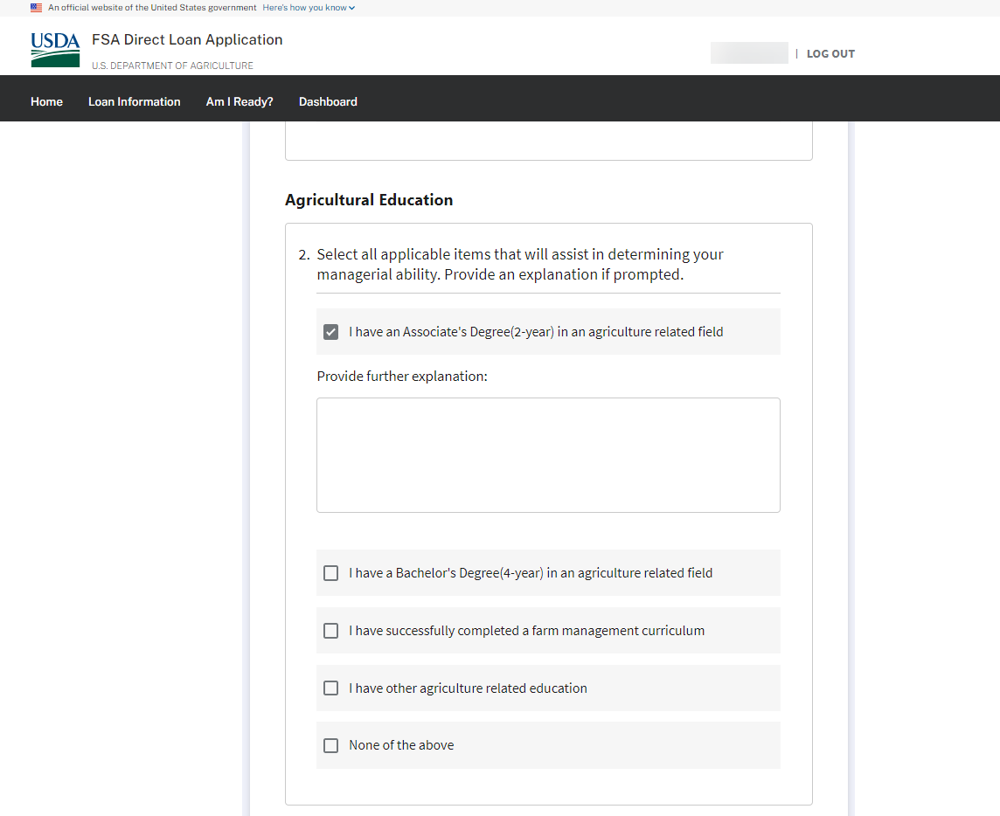 An official website of the United States government Here's how you know
USDA
FSA Direct Loan Application
U.S. DEPARTMENT OF AGRICULTURE
| LOG OUT
Home Loan Information Am I Ready? Dashboard
Agricultural Education
2. Select all applicable items that will assist in determining your
managerial ability. Provide an explanation if prompted.
I have an Associate's Degree(2-year) in an agriculture related field
Provide further explanation:
I have a Bachelor's Degree(4-year) in an agriculture related field
I have successfully completed a farm management curriculum
I have other agriculture related education
None of the above